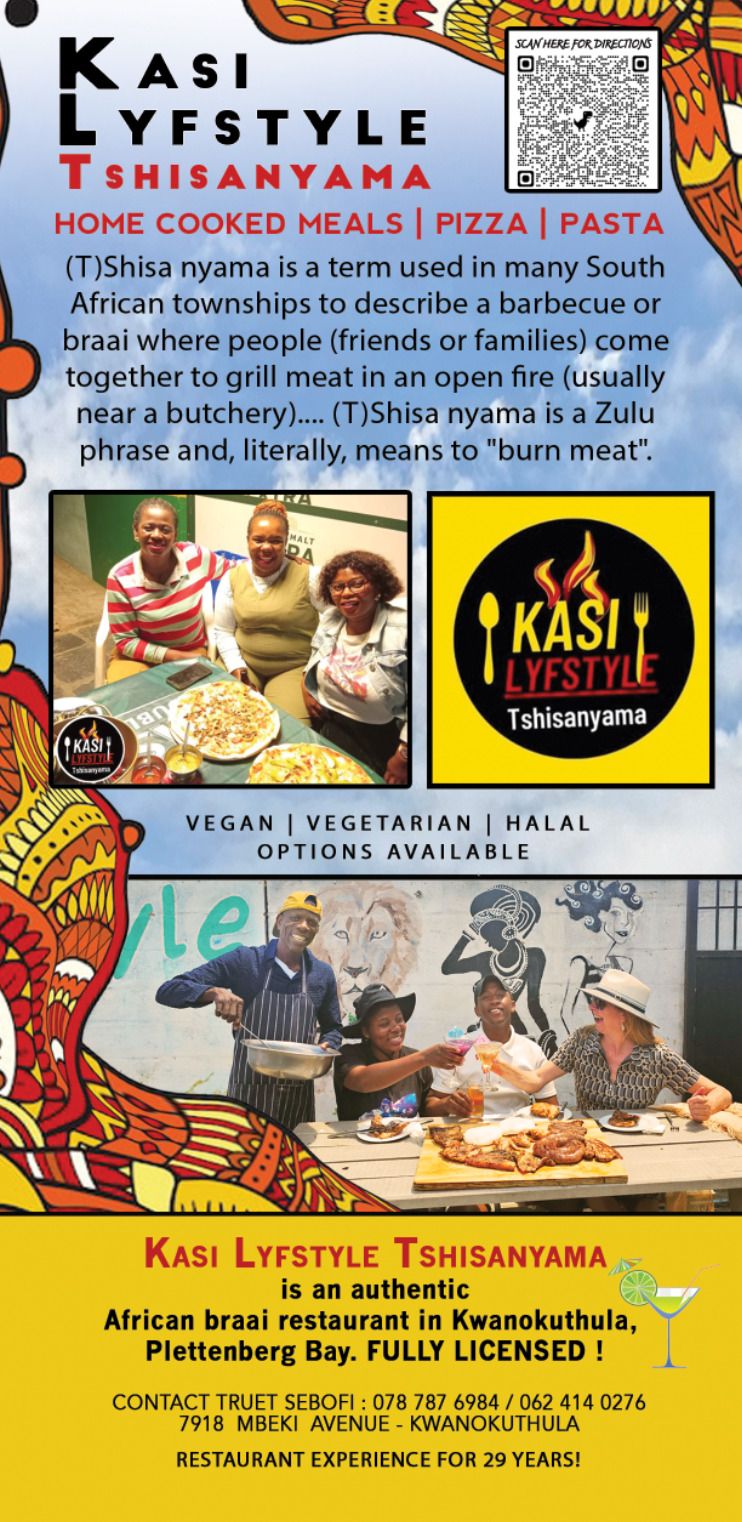 KASI
LYFSTYLE
TSHISANYAMA
SCAN HERE FOR DIRECTIONS
HOME COOKED MEALS | PIZZA | PASTA
(T)Shisa nyama is a term used in many South
African townships to describe a barbecue or
braai where people (friends or families) come
together to grill meat in an open fire (usually
near a butchery).... (T)Shisa nyama is a Zulu
phrase and, literally, means to "burn meat".
MALT
KASI
LYFSTYLE
Tshisanyama
KASI
LYFSTYLE
Tshisanyama
VEGAN | VEGETARIAN | HALAL
OPTIONS AVAILABLE
yle
KASI LYFSTYLE TSHISANYAMA
is an authentic
African braai restaurant in Kwanokuthula,
Plettenberg Bay. FULLY LICENSED !
CONTACT TRUET SEBOFI : 078 787 6984 / 062 414 0276
7918 MBEKI AVENUE - KWANOKUTHULA
RESTAURANT EXPERIENCE FOR 29 YEARS!